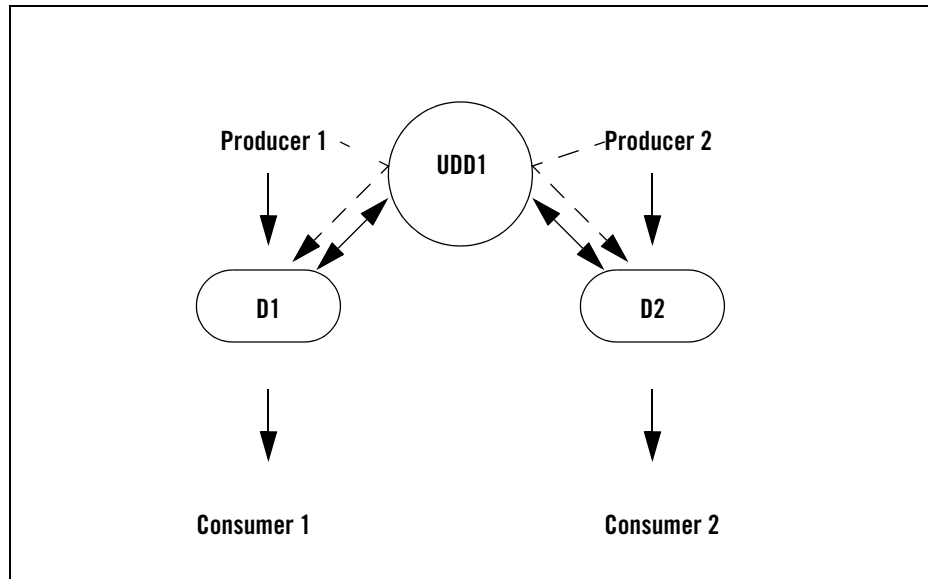 Producer 1
UDD1
Producer 2
D1
D2
Consumer 1
Consumer 2